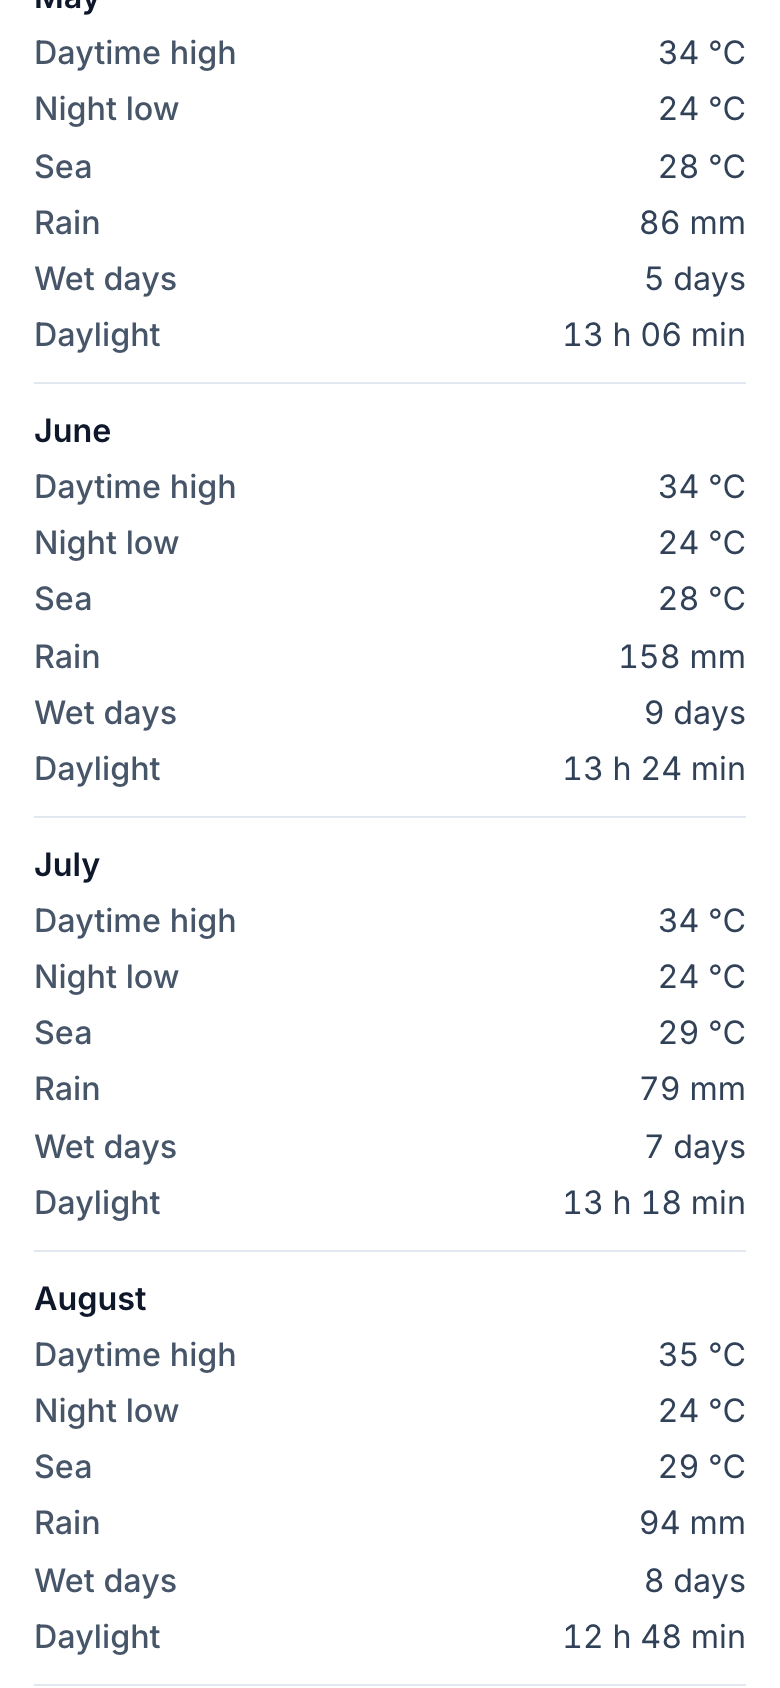 May
Daytime high 34 °C
Night low 24 °C
Sea 28 °C
Rain 86 mm
Wet days 5 days
Daylight 13 h 06 min
June
Daytime high 34 °C
Night low 24 °C
Sea 28 °C
Rain 158 mm
Wet days 9 days
Daylight 13 h 24 min
July
Daytime high 34 °C
Night low 24 °C
Sea 29 °C
Rain 79 mm
Wet days 7 days
Daylight 13 h 18 min
August
Daytime high 35 °C
Night low 24 °C
Sea 29 °C
Rain 94 mm
Wet days 8 days
Daylight 12 h 48 min